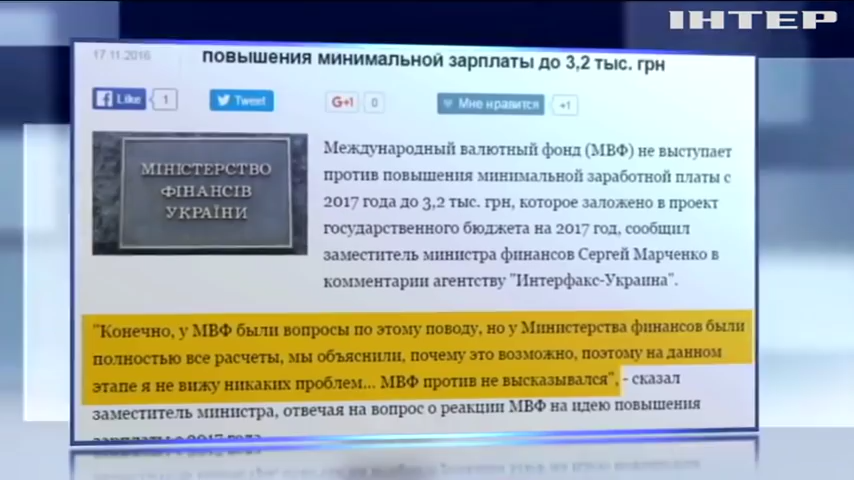 ІНТЕР
17.11.2016
повышения минимальной зарплаты до 3,2 тыс. грн
Like 1 Tweet G+1 0 Мне нравится +1
МІНІСТЕРСТВО
ФІНАНСІВ
УКРАЇНИ
Международный валютный фонд (МВФ) не выступает
против повышения минимальной заработной платы с
2017 года до 3,2 тыс. грн, которое заложено в проект
государственного бюджета на 2017 год, сообщил
заместитель министра финансов Сергей Марченко в
комментарии агентству "Интерфакс-Украина".
"Конечно, у МВФ были вопросы по этому поводу, но у Министерства финансов были
полностью все расчеты, мы объяснили, почему это возможно, поэтому на данном
этапе я не вижу никаких проблем... МВФ против не высказывался", - сказал
заместитель министра, отвечая на вопрос о реакции МВФ на идею повышения
зарплаты с 2017 года.